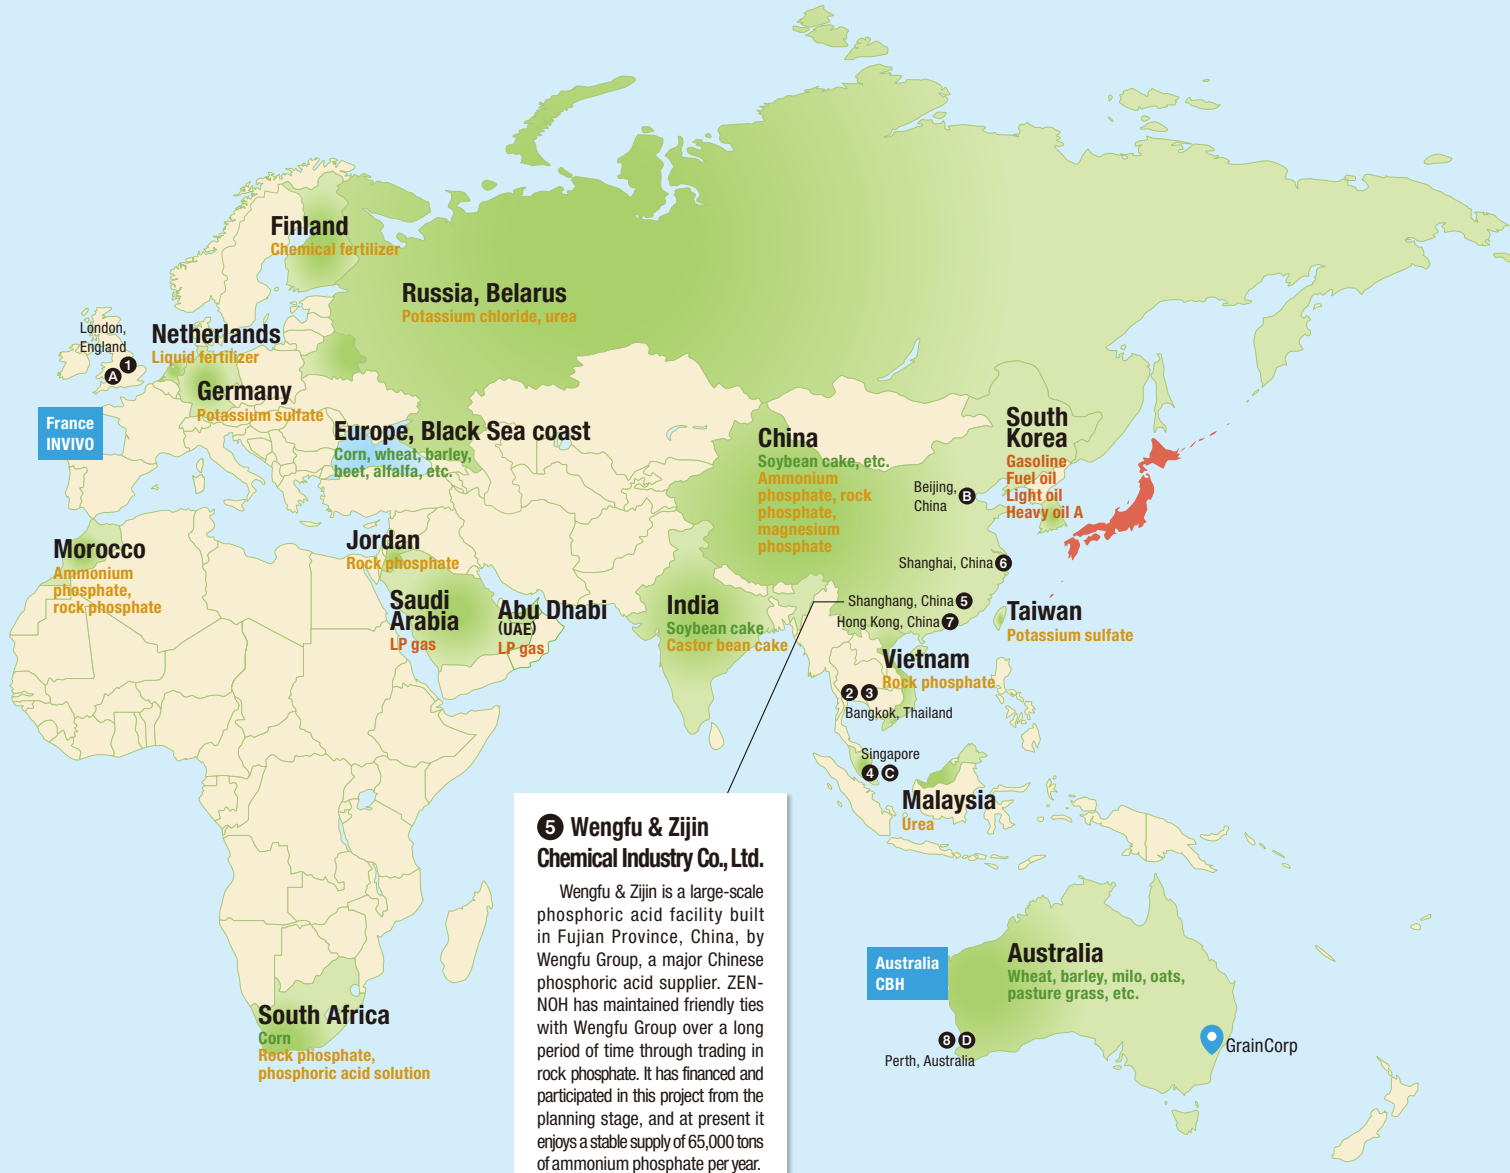 Finland
Chemical fertilizer
Russia, Belarus
Potassium chloride, urea
London,
England
1
A
Netherlands
Liquid fertilizer
Germany
Potassium sulfate
France
INVIVO
Europe, Black Sea coast
Corn, wheat, barley,
beet, alfalfa, etc.
China
Soybean cake, etc.
Ammonium
phosphate, rock
phosphate,
magnesium
phosphate
Beijing,
China
B
South
Korea
Gasoline
Fuel oil
Light oil
Heavy oil A
Morocco
Ammonium
phosphate,
rock phosphate
Jordan
Rock phosphate
Saudi
Arabia
LP gas
Abu Dhabi
(UAE)
LP gas
India
Soybean cake
Castor bean cake
Shanghai, China 6
Shanghang, China 5
Hong Kong, China 7
Taiwan
Potassium sulfate
Vietnam
Rock phosphate
2 3
Bangkok, Thailand
Singapore
4 C
Malaysia
Urea
5 Wengfu & Zijin
Chemical Industry Co., Ltd.
Wengfu & Zijin is a large-scale
phosphoric acid facility built
in Fujian Province, China, by
Wengfu Group, a major Chinese
phosphoric acid supplier. ZEN-
NOH has maintained friendly ties
with Wengfu Group over a long
period of time through trading in
rock phosphate. It has financed and
participated in this project from the
planning stage, and at present it
enjoys a stable supply of 65,000 tons
of ammonium phosphate per year.
South Africa
Corn
Rock phosphate,
phosphoric acid solution
Australia
CBH
Australia
Wheat, barley, milo, oats,
pasture grass, etc.
8 D
Perth, Australia
GrainCorp